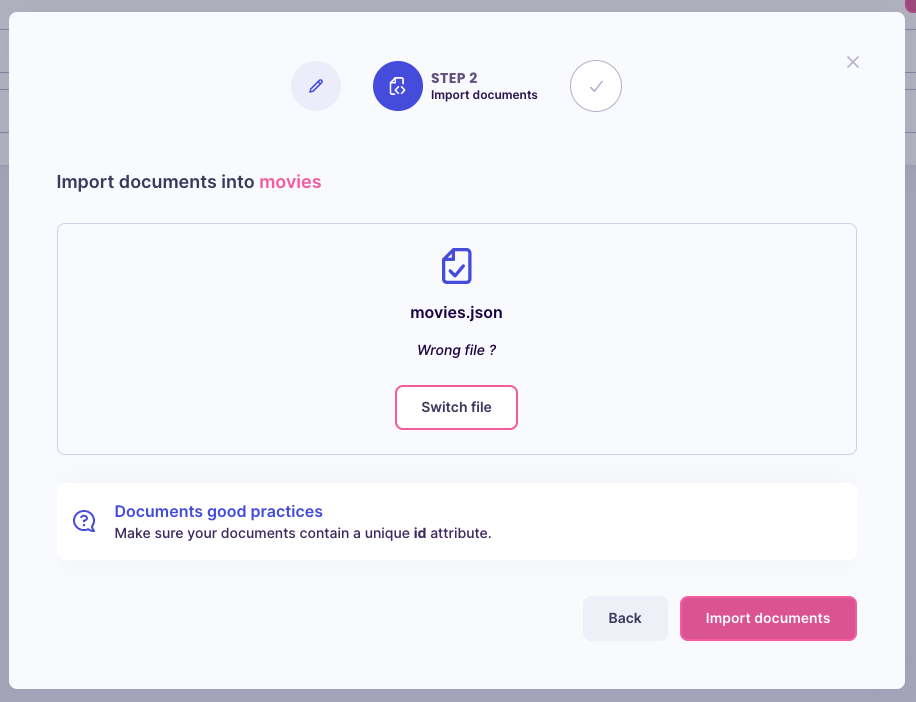 STEP 2
Import documents
Import documents into movies
movies.json
Wrong file ?
Switch file
Documents good practices
Make sure your documents contain a unique id attribute.
Back
Import documents